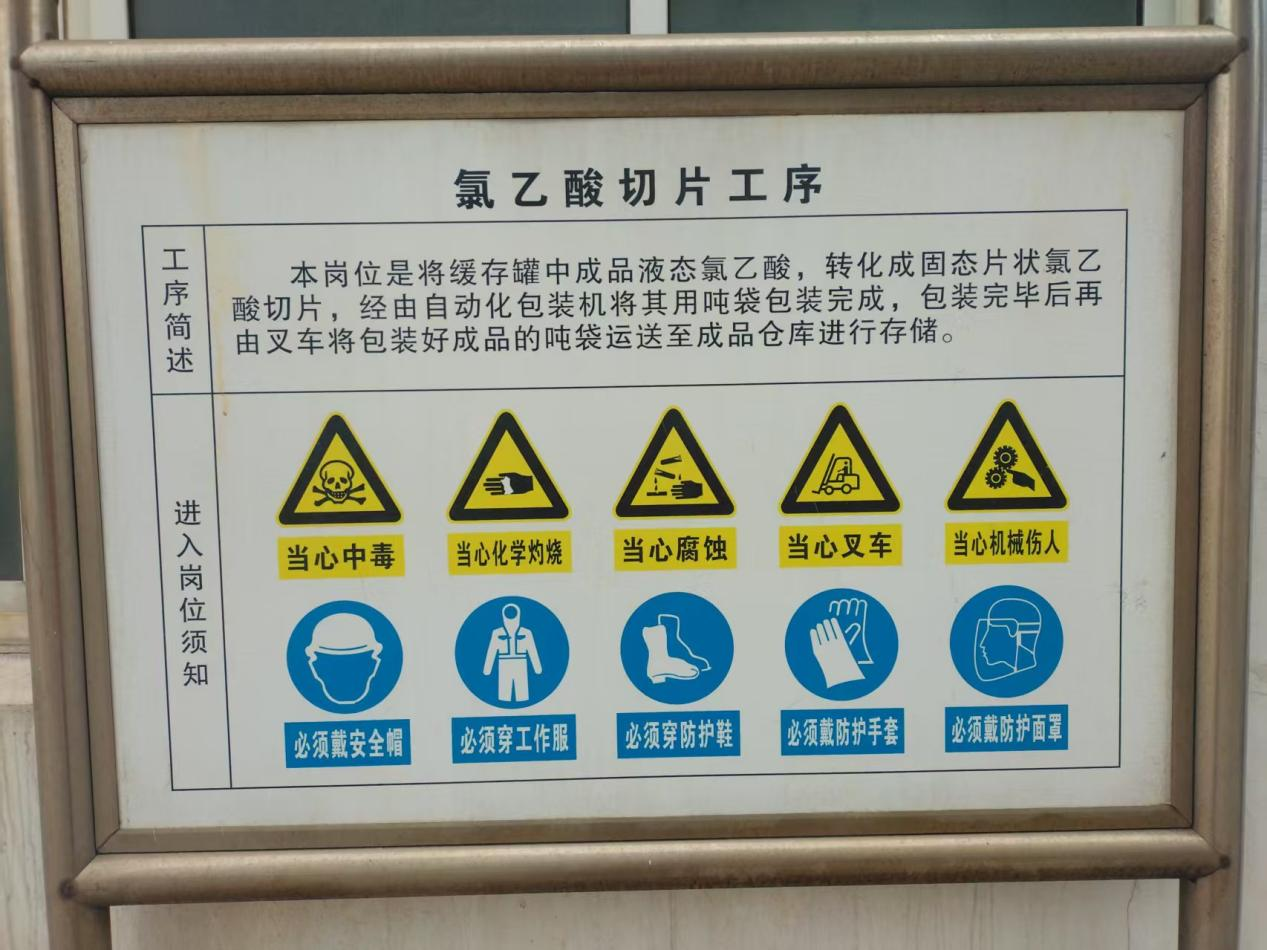 氯乙酸切片工序
工序简述
本岗位是将缓存罐中成品液态氯乙酸，转化成固态片状氯乙
酸切片，经由自动化包装机将其用吨袋包装完成，包装完毕后再
由叉车将包装好成品的吨袋运送至成品仓库进行存储。
进入岗位须知
当心中毒
当心化学灼烧
当心腐蚀
当心叉车
当心机械伤人
必须戴安全帽
必须穿工作服
必须穿防护鞋
必须戴防护手套
必须戴防护面罩